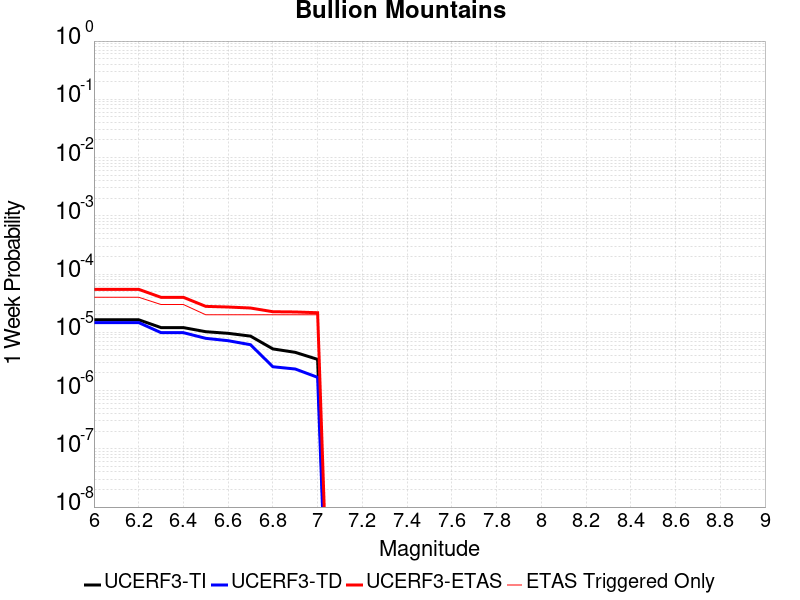 Bullion Mountains
1 Week Probability
10^0
10^-1
10^-2
10^-3
10^-4
10^-5
10^-6
10^-7
10^-8
6 6.2 6.4 6.6 6.8 7 7.2 7.4 7.6 7.8 8 8.2 8.4 8.6 8.8 9
Magnitude
UCERF3-TI UCERF3-TD UCERF3-ETAS ETAS Triggered Only